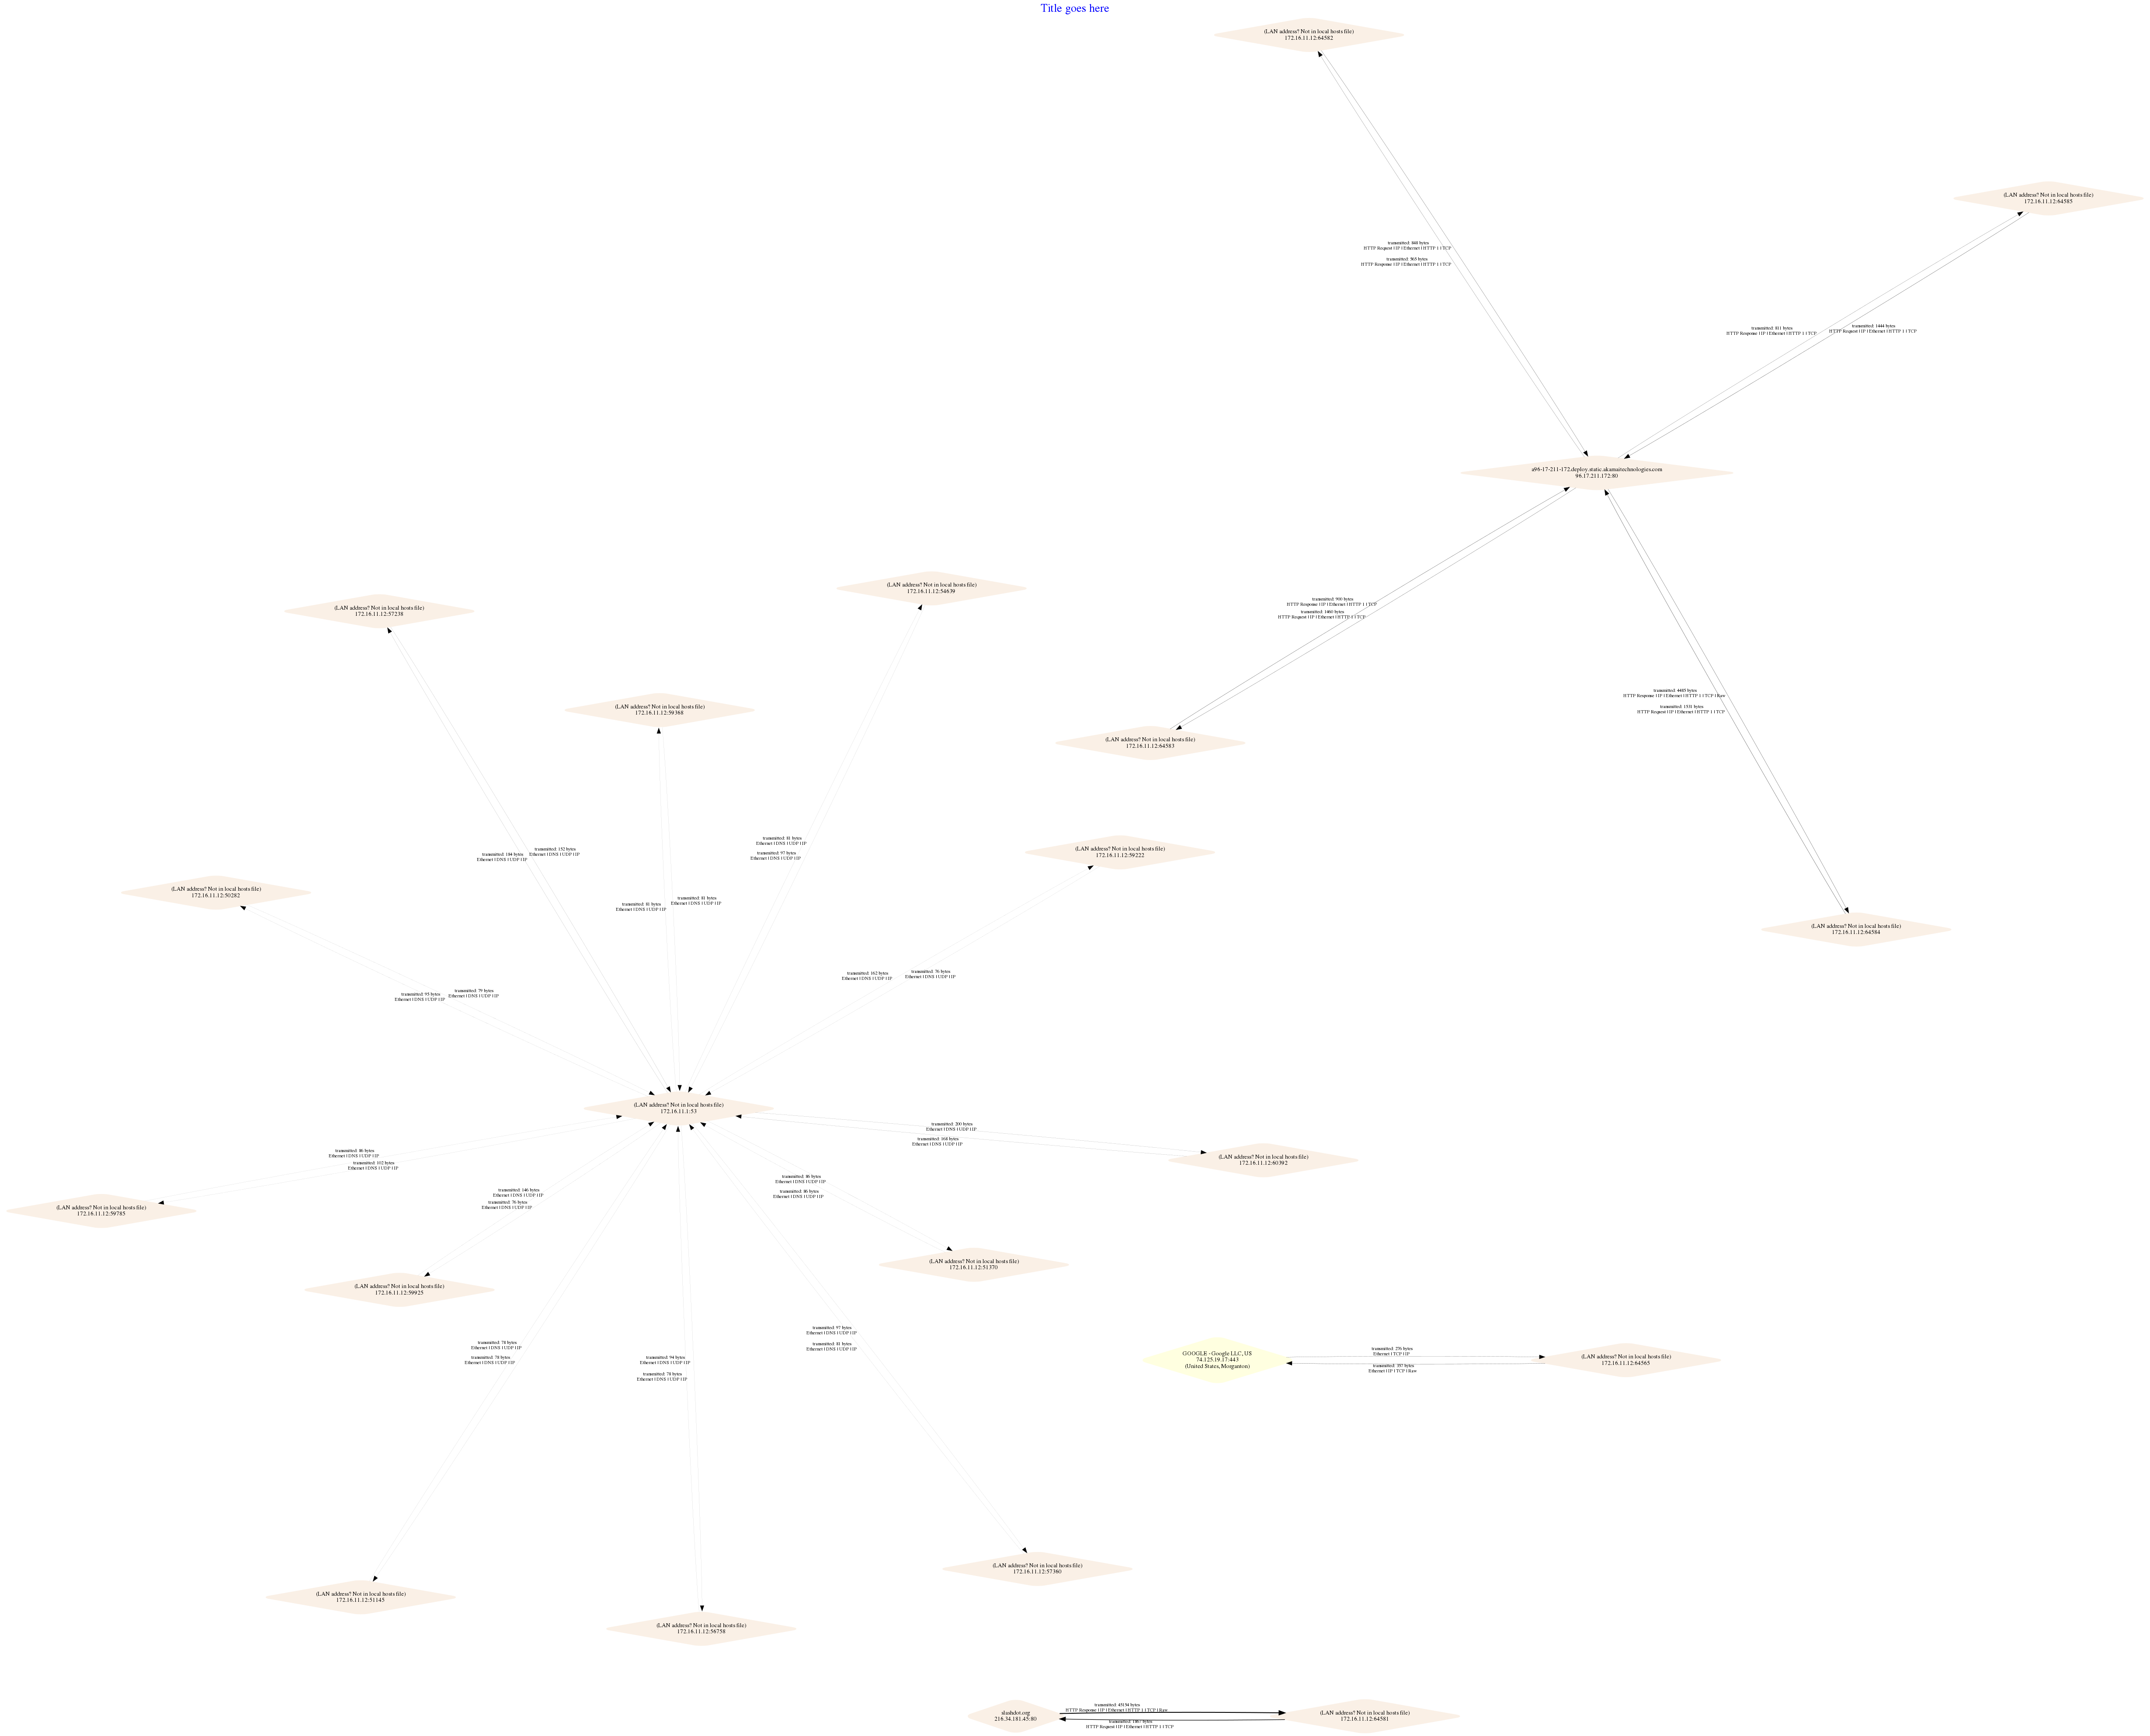 Title goes here
(LAN address? Not in local hosts file)
172.16.11.12:64582
(LAN address? Not in local hosts file)
172.16.11.12:64585
transmitted: 848 bytes
HTTP Request | IP | Ethernet | HTTP 1 | TCP
transmitted: 565 bytes
HTTP Response | IP | Ethernet | HTTP 1 | TCP
transmitted: 811 bytes
HTTP Response | IP | Ethernet | HTTP 1 | TCP
transmitted: 1444 bytes
HTTP Request | IP | Ethernet | HTTP 1 | TCP
a96-17-211-172.deploy.static.akamaitechnologies.com
96.17.211.172:80
(LAN address? Not in local hosts file)
172.16.11.12:54639
(LAN address? Not in local hosts file)
172.16.11.12:57238
transmitted: 900 bytes
HTTP Response | IP | Ethernet | HTTP 1 | TCP
transmitted: 1460 bytes
HTTP Request | IP | Ethernet | HTTP 1 | TCP
transmitted: 4445 bytes
HTTP Response | IP | Ethernet | HTTP 1 | TCP | Raw
transmitted: 1531 bytes
HTTP Request | IP | Ethernet | HTTP 1 | TCP
(LAN address? Not in local hosts file)
172.16.11.12:59368
(LAN address? Not in local hosts file)
172.16.11.12:64583
transmitted: 81 bytes
Ethernet | DNS | UDP | IP
transmitted: 97 bytes
Ethernet | DNS | UDP | IP
(LAN address? Not in local hosts file)
172.16.11.12:59222
transmitted: 184 bytes
Ethernet | DNS | UDP | IP
transmitted: 152 bytes
Ethernet | DNS | UDP | IP
(LAN address? Not in local hosts file)
172.16.11.12:50282
transmitted: 81 bytes
Ethernet | DNS | UDP | IP
transmitted: 81 bytes
Ethernet | DNS | UDP | IP
(LAN address? Not in local hosts file)
172.16.11.12:64584
transmitted: 162 bytes
Ethernet | DNS | UDP | IP
transmitted: 76 bytes
Ethernet | DNS | UDP | IP
transmitted: 95 bytes
Ethernet | DNS | UDP | IP
transmitted: 79 bytes
Ethernet | DNS | UDP | IP
(LAN address? Not in local hosts file)
172.16.11.1:53
transmitted: 200 bytes
Ethernet | DNS | UDP | IP
transmitted: 168 bytes
Ethernet | DNS | UDP | IP
transmitted: 86 bytes
Ethernet | DNS | UDP | IP
transmitted: 102 bytes
Ethernet | DNS | UDP | IP
(LAN address? Not in local hosts file)
172.16.11.12:60392
transmitted: 86 bytes
Ethernet | DNS | UDP | IP
transmitted: 86 bytes
Ethernet | DNS | UDP | IP
transmitted: 146 bytes
Ethernet | DNS | UDP | IP
transmitted: 76 bytes
Ethernet | DNS | UDP | IP
(LAN address? Not in local hosts file)
172.16.11.12:59785
(LAN address? Not in local hosts file)
172.16.11.12:51370
(LAN address? Not in local hosts file)
172.16.11.12:59925
transmitted: 97 bytes
Ethernet | DNS | UDP | IP
transmitted: 81 bytes
Ethernet | DNS | UDP | IP
transmitted: 78 bytes
Ethernet | DNS | UDP | IP
transmitted: 78 bytes
Ethernet | DNS | UDP | IP
transmitted: 94 bytes
Ethernet | DNS | UDP | IP
transmitted: 78 bytes
Ethernet | DNS | UDP | IP
GOOGLE - Google LLC, US
74.125.19.17:443
(United States, Morganton)
transmitted: 276 bytes
Ethernet | TCP | IP
transmitted: 357 bytes
Ethernet | IP | TCP | Raw
(LAN address? Not in local hosts file)
172.16.11.12:64565
(LAN address? Not in local hosts file)
172.16.11.12:57360
(LAN address? Not in local hosts file)
172.16.11.12:51145
(LAN address? Not in local hosts file)
172.16.11.12:56758
slashdot.org
216.34.181.45:80
transmitted: 45194 bytes
HTTP Response | IP | Ethernet | HTTP 1 | TCP | Raw
transmitted: bytes
HTTP Request | IP | Ethernet | HTTP 1 | TCP
(LAN address? Not in local hosts file)
172.16.11.12:64581